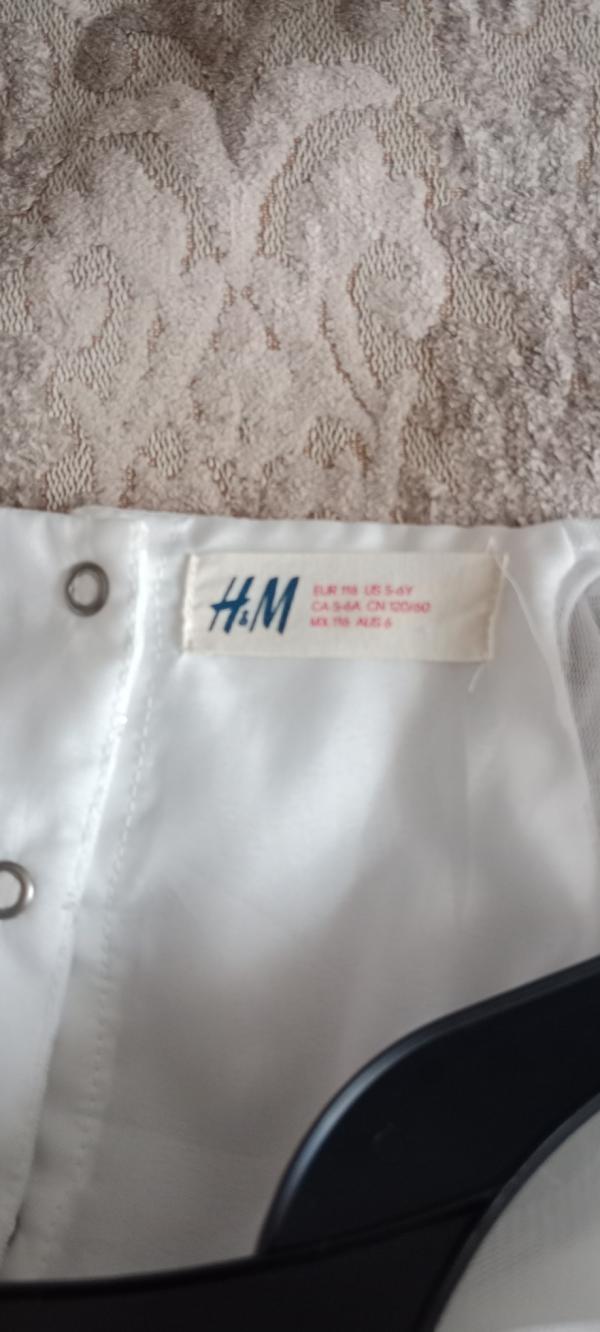 H&M
EUR 116 US 5-6Y
CA 5-6A CN 120/60
MX 116 AUS 6